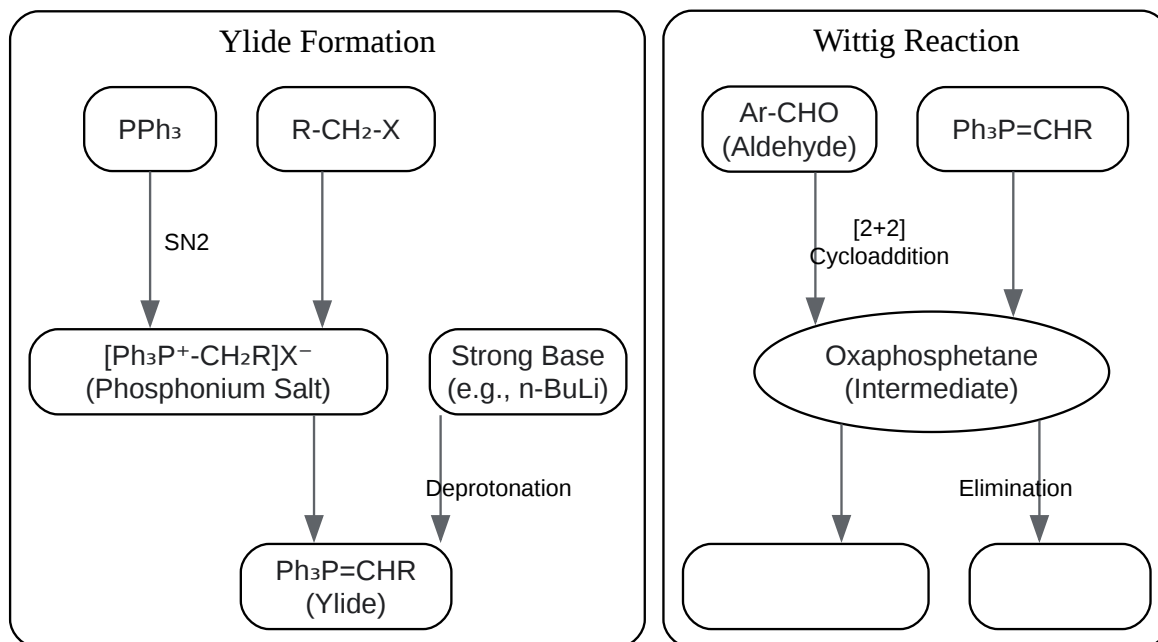 Ylide Formation
PPh₃
R-CH₂-X
SN2
[Ph₃P⁺-CH₂R]X⁻
(Phosphonium Salt)
Strong Base
(e.g., n-BuLi)
Deprotonation
Ph₃P=CHR
(Ylide)
Wittig Reaction
Ar-CHO
(Aldehyde)
Ph₃P=CHR
[2+2]
Cycloaddition
Oxaphosphetane
(Intermediate)
Elimination